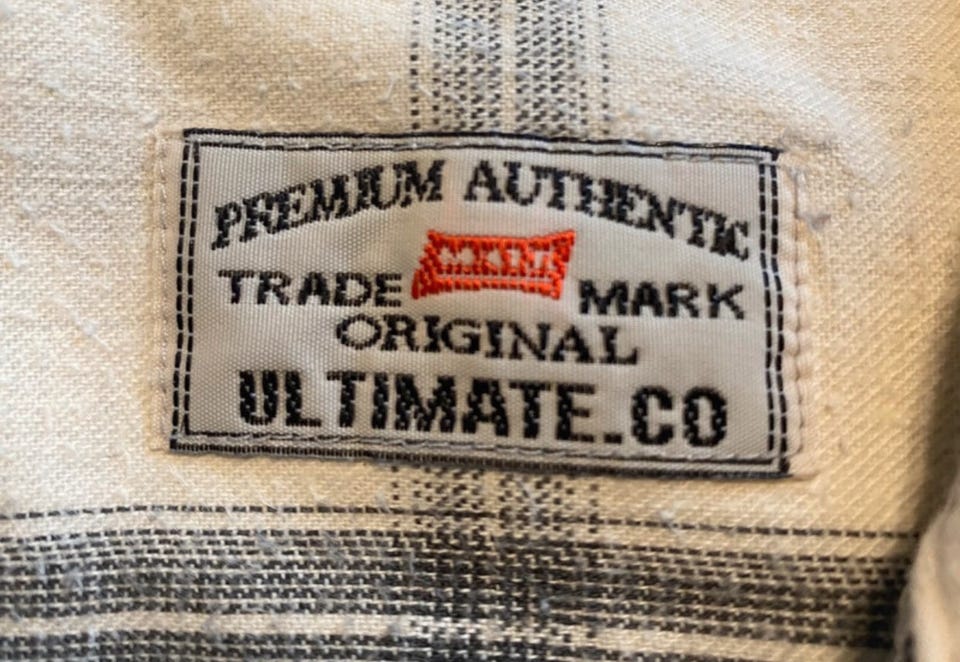 PREMIUM AUTHENTIC
TRADE MARK
ORIGINAL
ULTIMATE.CO